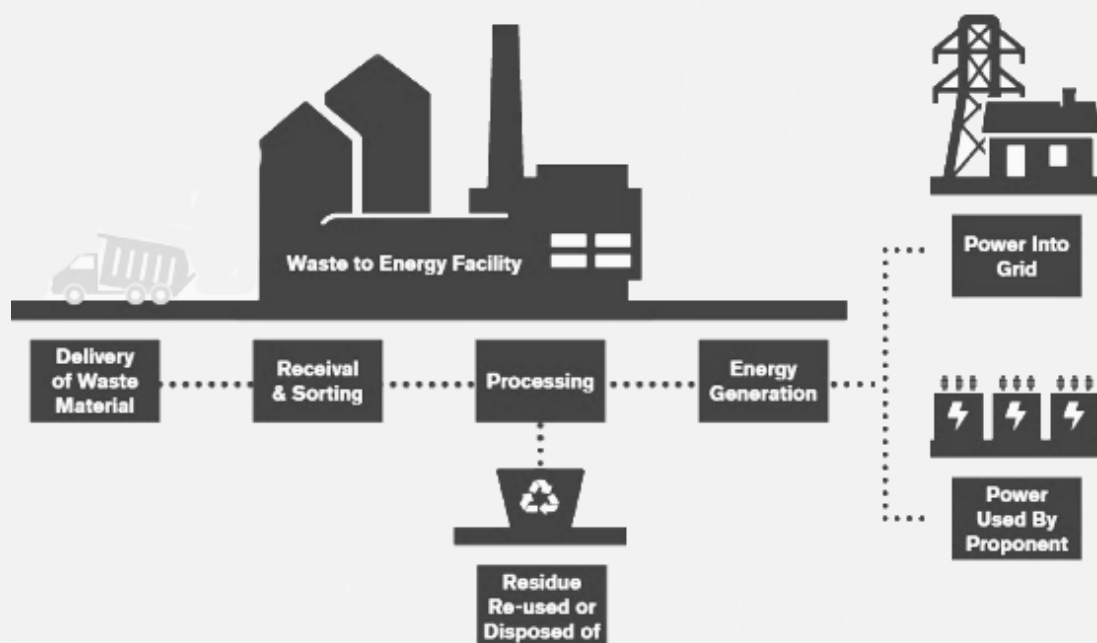 Waste to Energy Facility
Power Into
Grid
Delivery
of Waste
Material
Receival
& Sorting
Processing
Energy
Generation
Power
Used By
Proponent
Residue
Re-used or
Disposed of